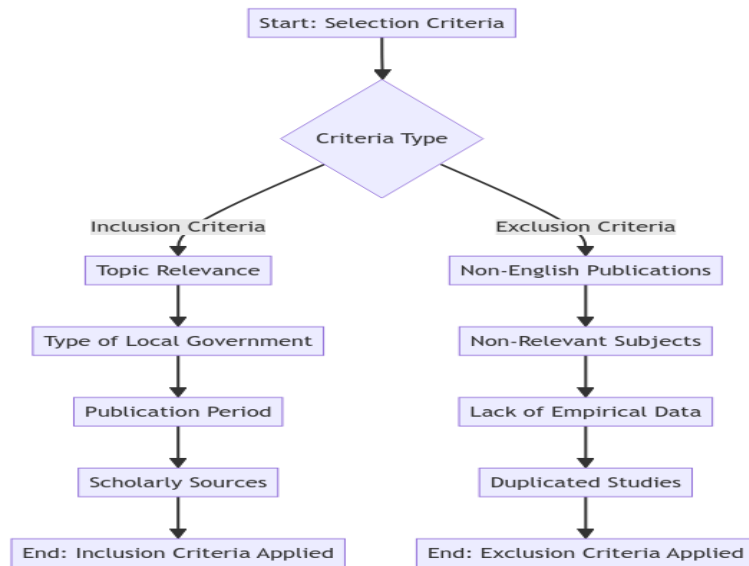 Start: Selection Criteria
Criteria Type
Inclusion Criteria
Exclusion Criteria
Topic Relevance
Non-English Publications
Type of Local Government
Non-Relevant Subjects
Publication Period
Lack of Empirical Data
Scholarly Sources
Duplicated Studies
End: Inclusion Criteria Applied
End: Exclusion Criteria Applied